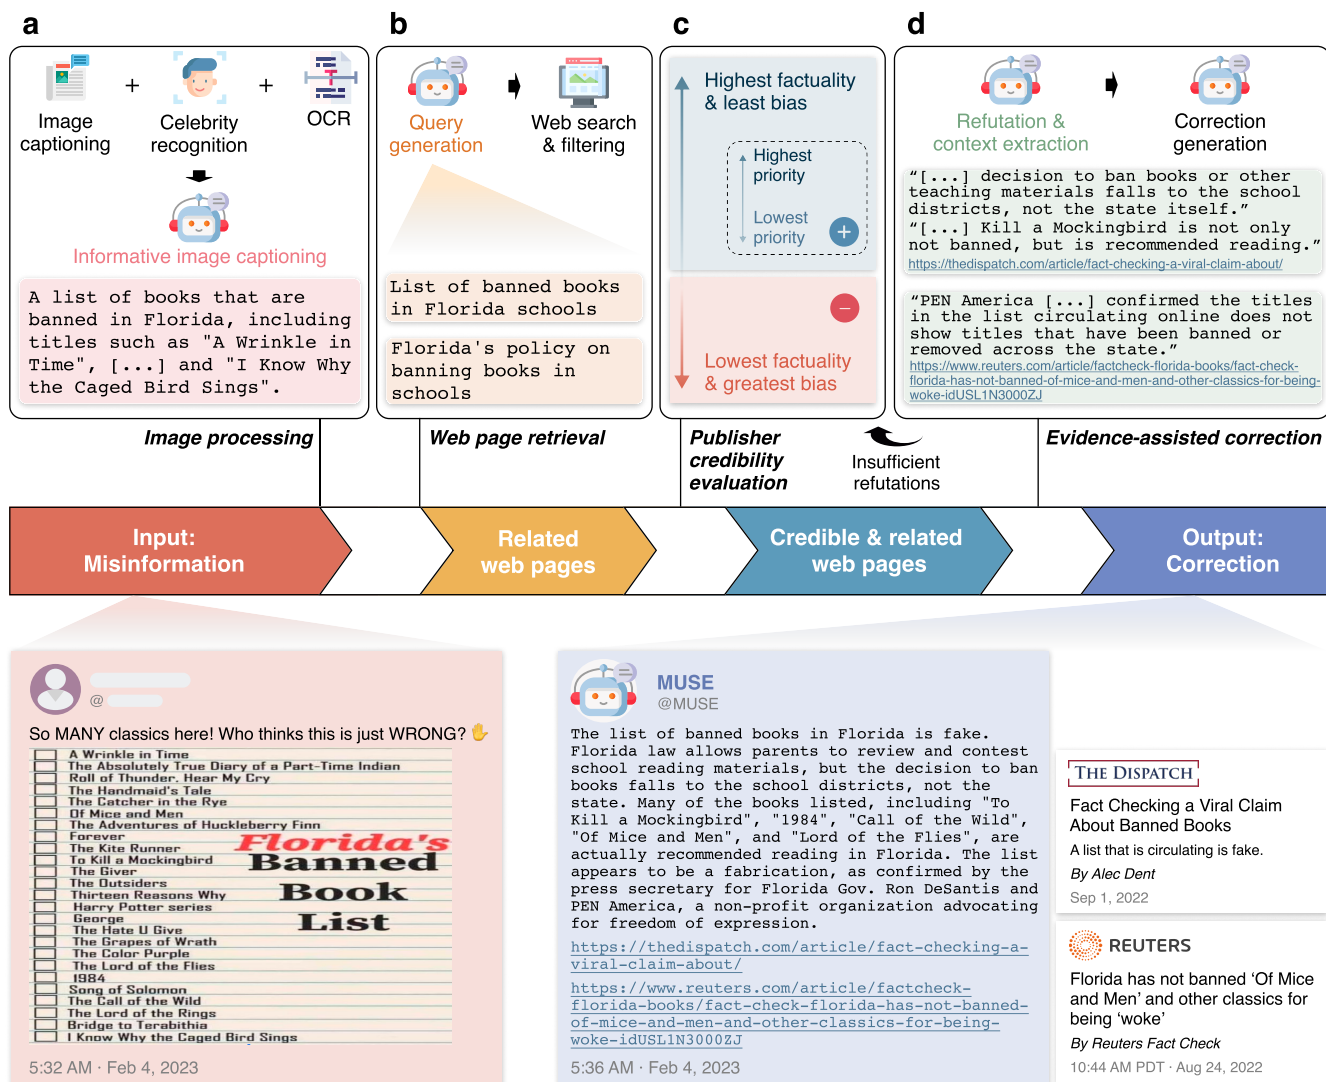 a
b
c
d
Image
captioning
+
Celebrity
recognition
+
OCR
Informative image captioning
A list of books that are
banned in Florida, including
titles such as "A Wrinkle in
Time", [...] and "I Know Why
the Caged Bird Sings".
Query
generation
Web search
& filtering
List of banned books
in Florida schools
Florida's policy on
banning books in
schools
Highest factuality
& least bias
Highest
priority
Lowest
priority
+
−
Lowest factuality
& greatest bias
Refutation &
context extraction
Correction
generation
“[...] decision to ban books or other
teaching materials falls to the school
districts, not the state itself.”
“[...] Kill a Mockingbird is not only
not banned, but is recommended reading.”
https://thedispatch.com/article/fact-checking-a-viral-claim-about/
“PEN America [...] confirmed the titles
in the list circulating online does not
show titles that have been banned or
removed across the state.”
https://www.reuters.com/article/factcheck-florida-books/fact-check-
florida-has-not-banned-of-mice-and-men-and-other-classics-for-being-
woke-idUSL1N3000ZJ
Image processing
Web page retrieval
Publisher
credibility
evaluation
Insufficient
refutations
Evidence-assisted correction
Input:
Misinformation
Related
web pages
Credible & related
web pages
Output:
Correction
@
So MANY classics here! Who thinks this is just WRONG? ✋
A Wrinkle in Time
The Absolutely True Diary of a Part-Time Indian
Roll of Thunder, Hear My Cry
The Handmaid's Tale
The Catcher in the Rye
Of Mice and Men
The Adventures of Huckleberry Finn
Forever
The Kite Runner
To Kill a Mockingbird
The Giver
The Outsiders
Thirteen Reasons Why
Harry Potter series
George
The Hate U Give
The Grapes of Wrath
The Color Purple
The Lord of the Flies
1984
Song of Solomon
The Call of the Wild
The Lord of the Rings
Bridge to Terabithia
I Know Why the Caged Bird Sings
Florida's
Banned
Book
List
5:32 AM · Feb 4, 2023
MUSE
@MUSE
The list of banned books in Florida is fake.
Florida law allows parents to review and contest
school reading materials, but the decision to ban
books falls to the school districts, not the
state. Many of the books listed, including "To
Kill a Mockingbird", "1984", "Call of the Wild",
"Of Mice and Men", and "Lord of the Flies", are
actually recommended reading in Florida. The list
appears to be a fabrication, as confirmed by the
press secretary for Florida Gov. Ron DeSantis and
PEN America, a non-profit organization advocating
for freedom of expression.
https://thedispatch.com/article/fact-checking-a-
viral-claim-about/
https://www.reuters.com/article/factcheck-
florida-books/fact-check-florida-has-not-banned-
of-mice-and-men-and-other-classics-for-being-
woke-idUSL1N3000ZJ
5:36 AM · Feb 4, 2023
THE DISPATCH
Fact Checking a Viral Claim
About Banned Books
A list that is circulating is fake.
By Alec Dent
Sep 1, 2022
REUTERS
Florida has not banned ‘Of Mice
and Men’ and other classics for
being ‘woke’
By Reuters Fact Check
10:44 AM PDT · Aug 24, 2022